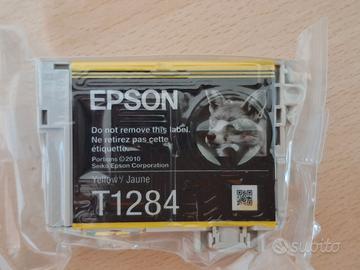 EPSON
Do not remove this label.
Ne retirez pas cette
étiquette.
Portions ©2010
Seiko Epson Corporation
Yellow / Jaune
T1284
subito